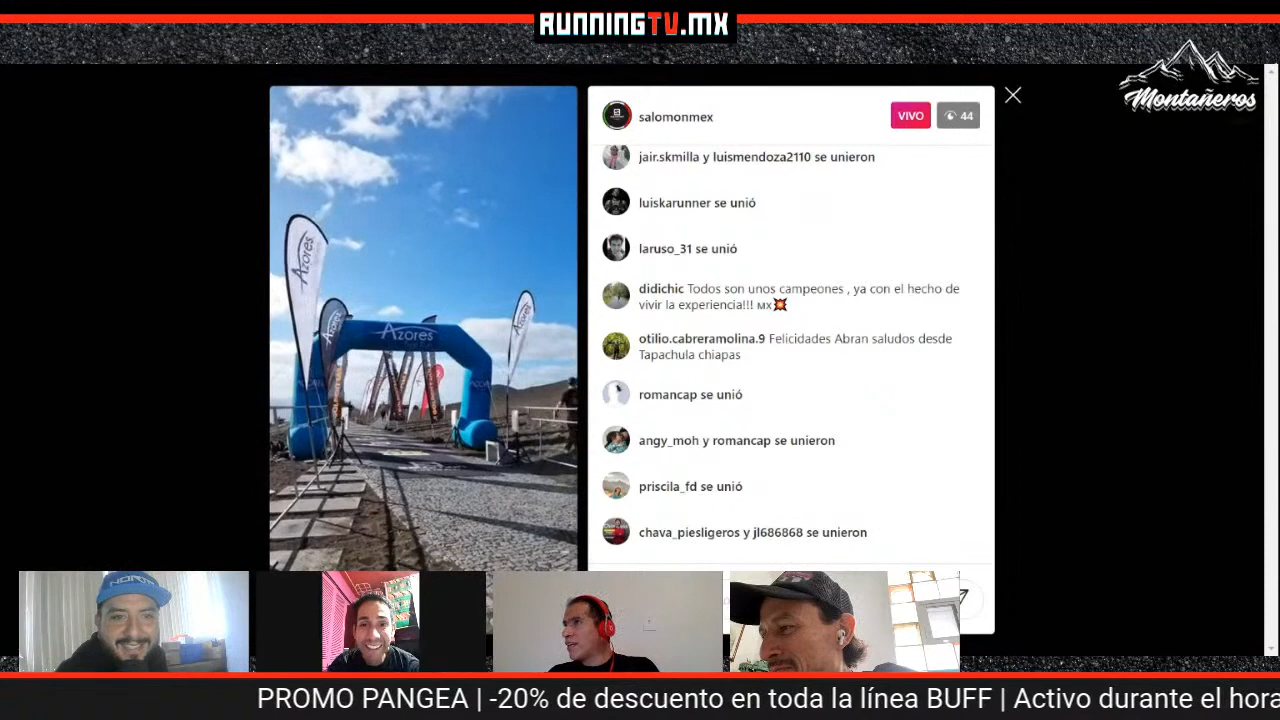 RUNNINGTV.MX
Montañeros
salomonmex
VIVO
44
jair.skmilla y luismendoza2110 se unieron
luiskarunner se unió
laruso_31 se unió
didichic Todos son unos campeones , ya con el hecho de
vivir la experiencia!!! мx💥
otilio.cabreramolina.9 Felicidades Abran saludos desde
Tapachula chiapas
romancap se unió
angy_moh y romancap se unieron
priscila_fd se unió
chava_piesligeros y jl686868 se unieron
Azores
AZORES
NORTH
PROMO PANGEA | -20% de descuento en toda la línea BUFF | Activo durante el hora